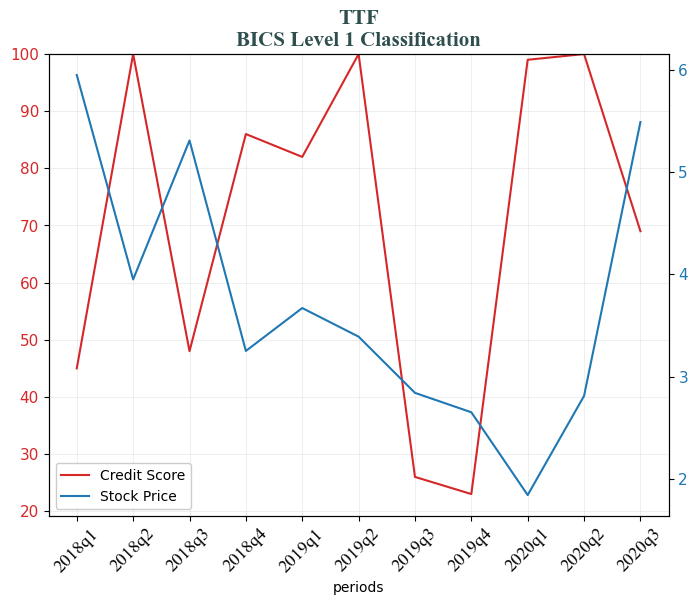 TTF
BICS Level 1 Classification
100
90
80
70
60
50
40
30
20
6
5
4
3
2
Credit Score
Stock Price
2018q1
2018q2
2018q3
2018q4
2019q1
2019q2
2019q3
2019q4
2020q1
2020q2
2020q3
periods